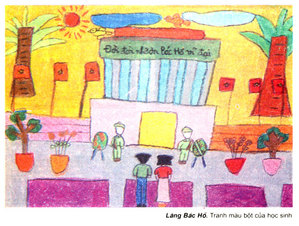 Đời đời nhớ ơn Bác Hồ vĩ đại
Lăng Bác Hồ. Tranh màu bột của học sinh